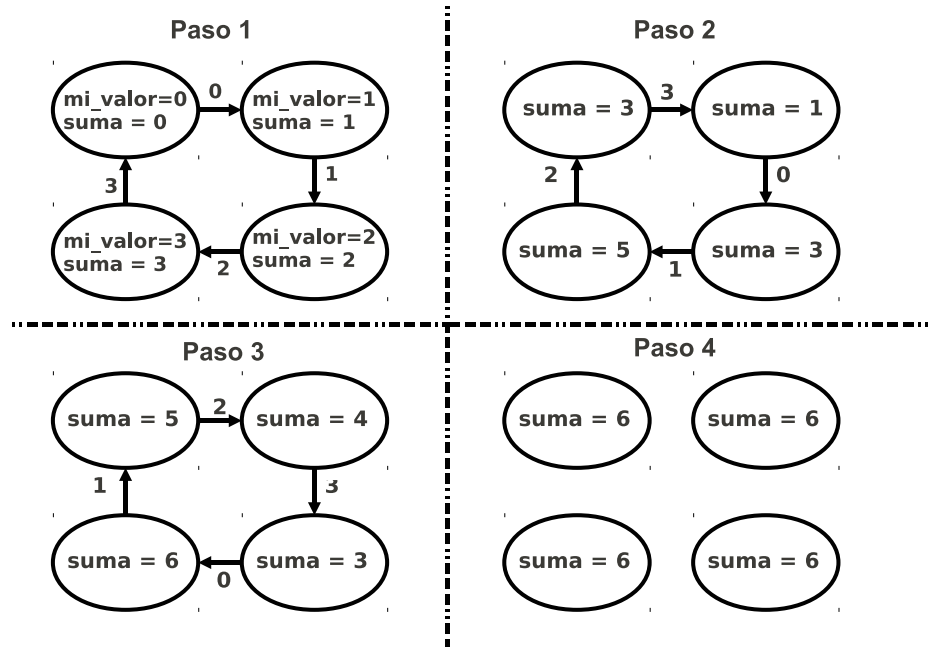 Paso 1
mi_valor=0
suma = 0
0
mi_valor=1
suma = 1
3
1
mi_valor=3
suma = 3
2
mi_valor=2
suma = 2
Paso 2
suma = 3
3
suma = 1
2
0
suma = 5
1
suma = 3
Paso 3
suma = 5
2
suma = 4
1
3
suma = 6
0
suma = 3
Paso 4
suma = 6
suma = 6
suma = 6
suma = 6